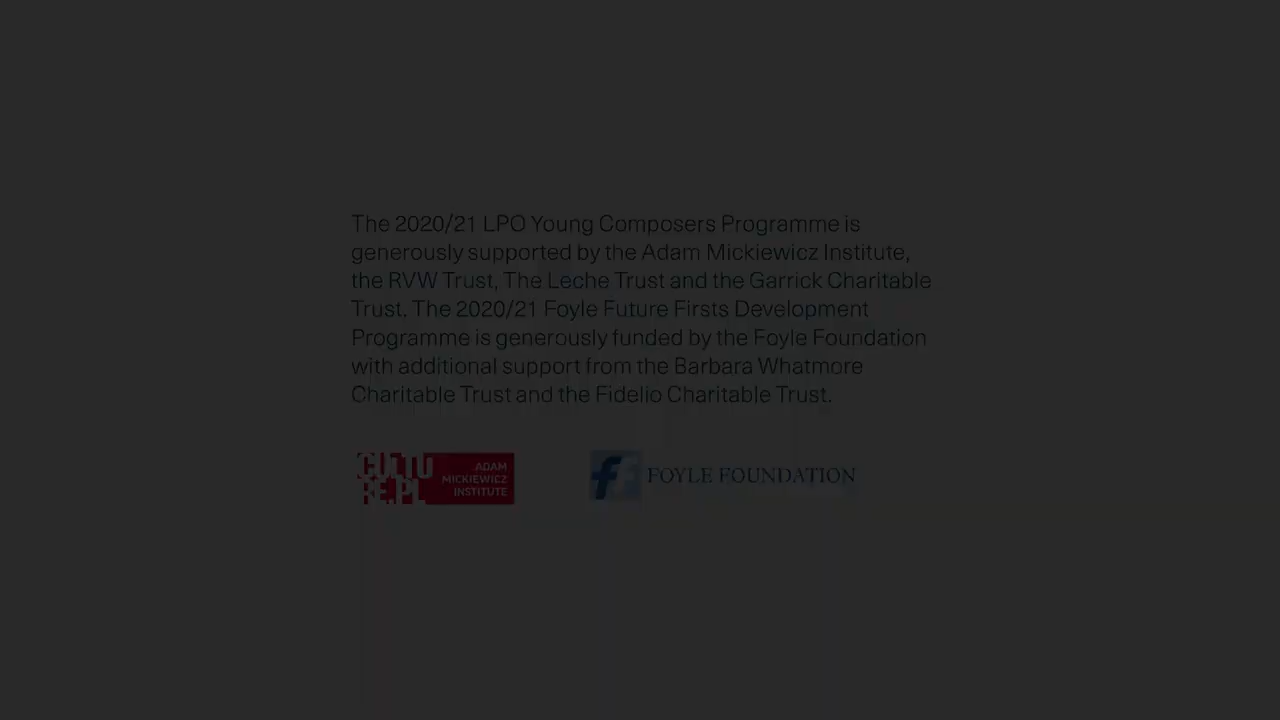 The 2020/21 LPO Young Composers Programme is
generously supported by the Adam Mickiewicz Institute,
the RVW Trust, The Leche Trust and the Garrick Charitable
Trust. The 2020/21 Foyle Future Firsts Development
Programme is generously funded by the Foyle Foundation
with additional support from the Barbara Whatmore
Charitable Trust and the Fidelio Charitable Trust.
CULTU
RE.PL
ADAM
MICKIEWICZ
INSTITUTE
FOYLE FOUNDATION